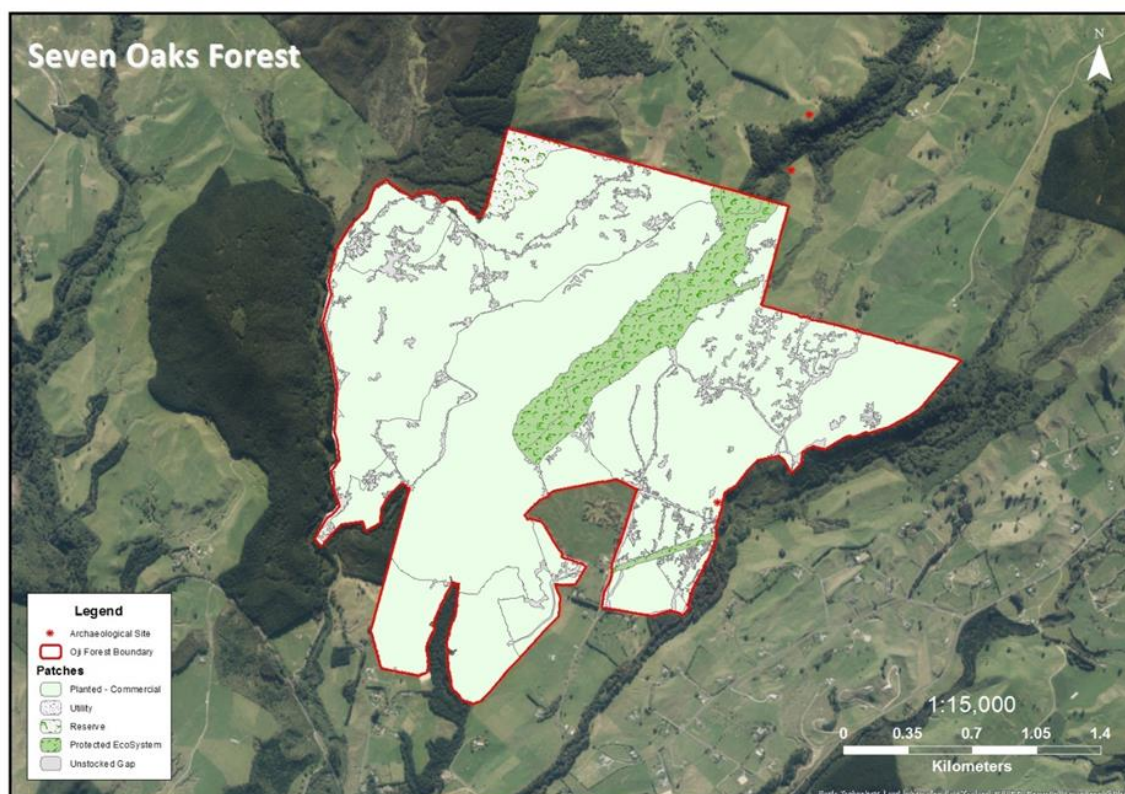 Seven Oaks Forest
N
Legend
Archaeological Site
Oji Forest Boundary
Patches
Planted - Commercial
Utility
Reserve
Protected EcoSystem
Unstocked Gap
1:15,000
0 0.35 0.7 1.05 1.4
Kilometers